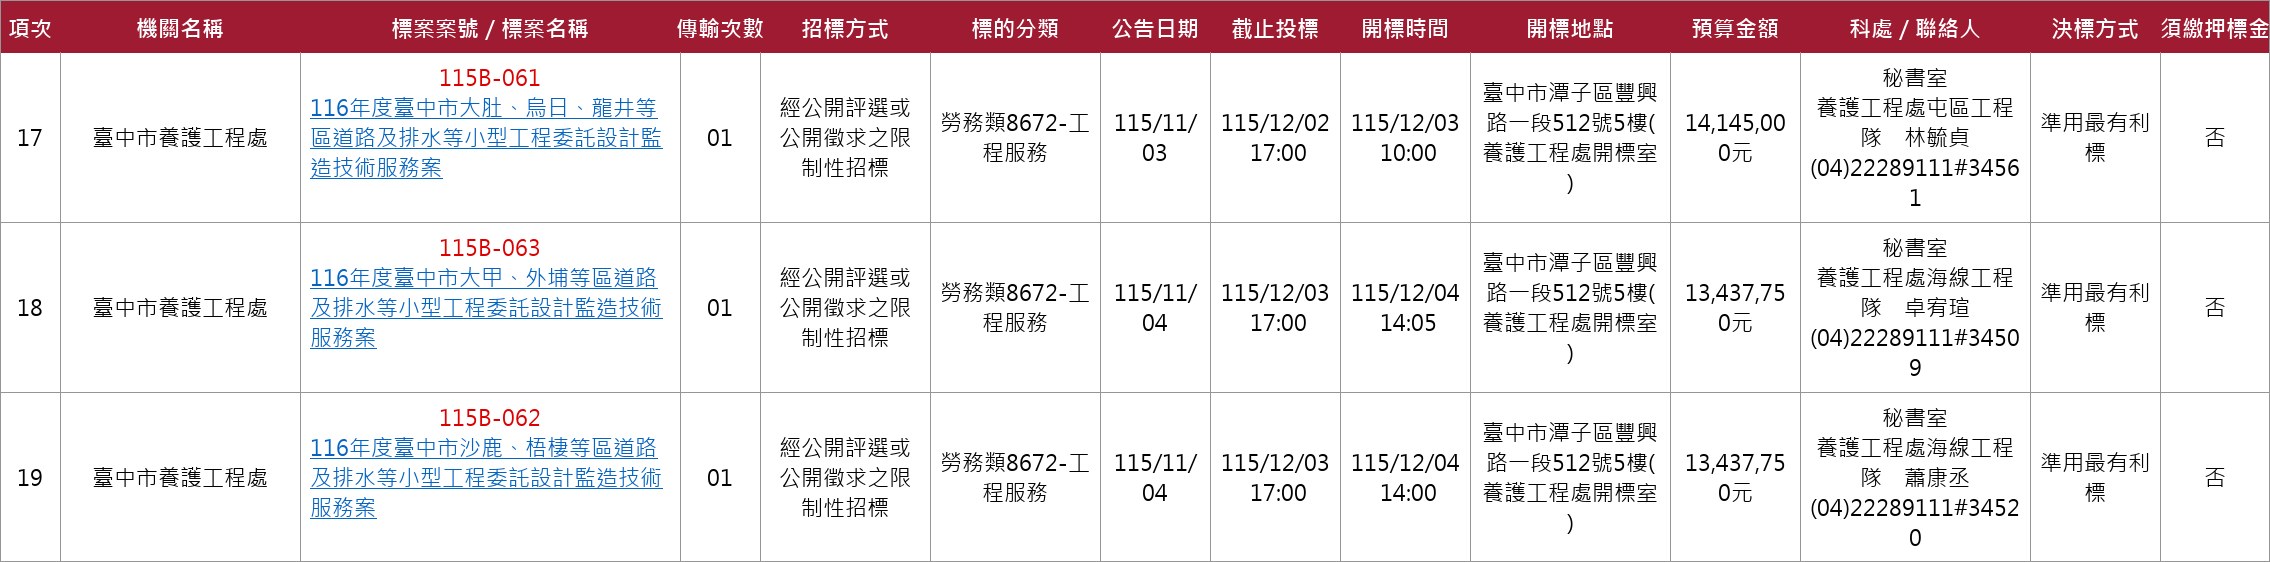 項次
機關名稱
標案案號 / 標案名稱
傳輸次數
招標方式
標的分類
公告日期
截止投標
開標時間
開標地點
預算金額
科處 / 聯絡人
決標方式
須繳押標金
17
臺中市養護工程處
115B-061
116年度臺中市大肚、烏日、龍井等
區道路及排水等小型工程委託設計監
造技術服務案
01
經公開評選或
公開徵求之限
制性招標
勞務類8672-工
程服務
115/11/
03
115/12/02
17:00
115/12/03
10:00
臺中市潭子區豐興
路一段512號5樓(
養護工程處開標室
)
14,145,00
0元
秘書室
養護工程處屯區工程
隊　林毓貞
(04)22289111#3456
1
準用最有利
標
否
18
臺中市養護工程處
115B-063
116年度臺中市大甲、外埔等區道路
及排水等小型工程委託設計監造技術
服務案
01
經公開評選或
公開徵求之限
制性招標
勞務類8672-工
程服務
115/11/
04
115/12/03
17:00
115/12/04
14:05
臺中市潭子區豐興
路一段512號5樓(
養護工程處開標室
)
13,437,75
0元
秘書室
養護工程處海線工程
隊　卓宥瑄
(04)22289111#3450
9
準用最有利
標
否
19
臺中市養護工程處
115B-062
116年度臺中市沙鹿、梧棲等區道路
及排水等小型工程委託設計監造技術
服務案
01
經公開評選或
公開徵求之限
制性招標
勞務類8672-工
程服務
115/11/
04
115/12/03
17:00
115/12/04
14:00
臺中市潭子區豐興
路一段512號5樓(
養護工程處開標室
)
13,437,75
0元
秘書室
養護工程處海線工程
隊　蕭康丞
(04)22289111#3452
0
準用最有利
標
否